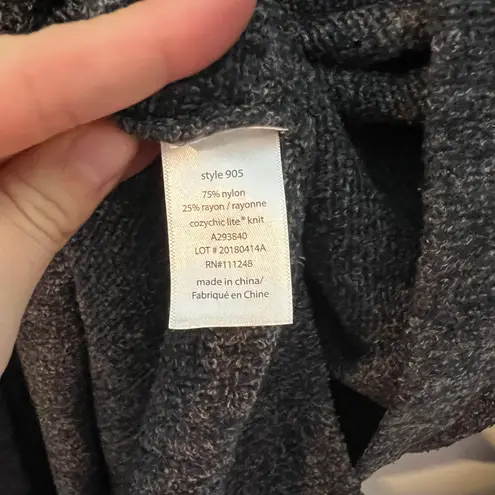 style 905
75% nylon
25% rayon / rayonne
cozychic lite® knit
A293840
LOT # 20180414A
RN#111248
made in china/
Fabriqué en Chine